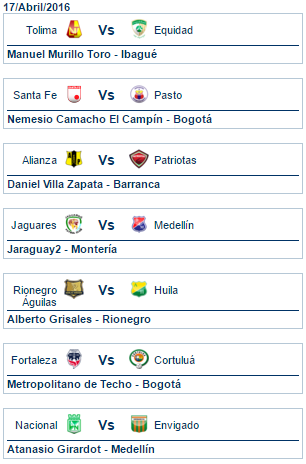 17/Abril/2016
Tolima Vs Equidad
Manuel Murillo Toro - Ibagué
Santa Fe Vs Pasto
Nemesio Camacho El Campín - Bogotá
Alianza Vs Patriotas
Daniel Villa Zapata - Barranca
Jaguares Vs Medellín
Jaraguay2 - Montería
Rionegro Vs Huila
Águilas
Alberto Grisales - Rionegro
Fortaleza Vs Cortuluá
Metropolitano de Techo - Bogotá
Nacional Vs Envigado
Atanasio Girardot - Medellín